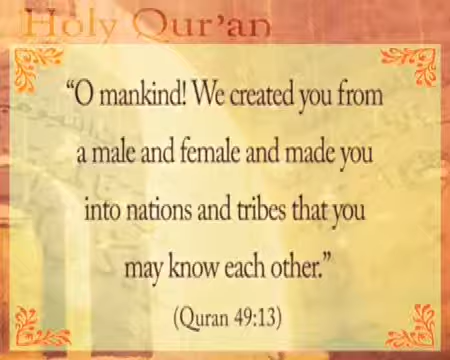 Holy Qur'an
“O mankind! We created you from
a male and female and made you
into nations and tribes that you
may know each other.”
(Quran 49:13)